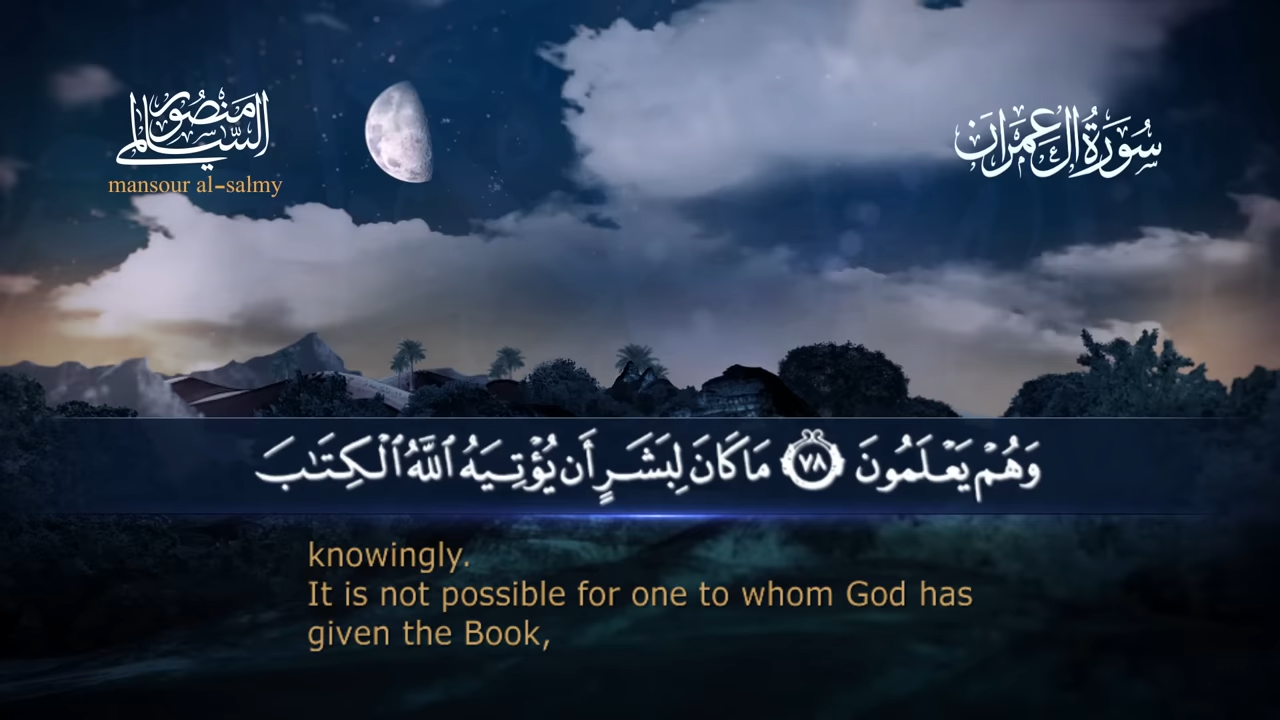 منصور السالمي
mansour al-salmy
سُورَةُ آلِ عِمْرَان
وَهُمْ يَعْلَمُونَ ٧٨ مَا كَانَ لِبَشَرٍ أَن يُؤْتِيَهُ ٱللَّهُ ٱلْكِتَٰبَ
knowingly.
It is not possible for one to whom God has
given the Book,